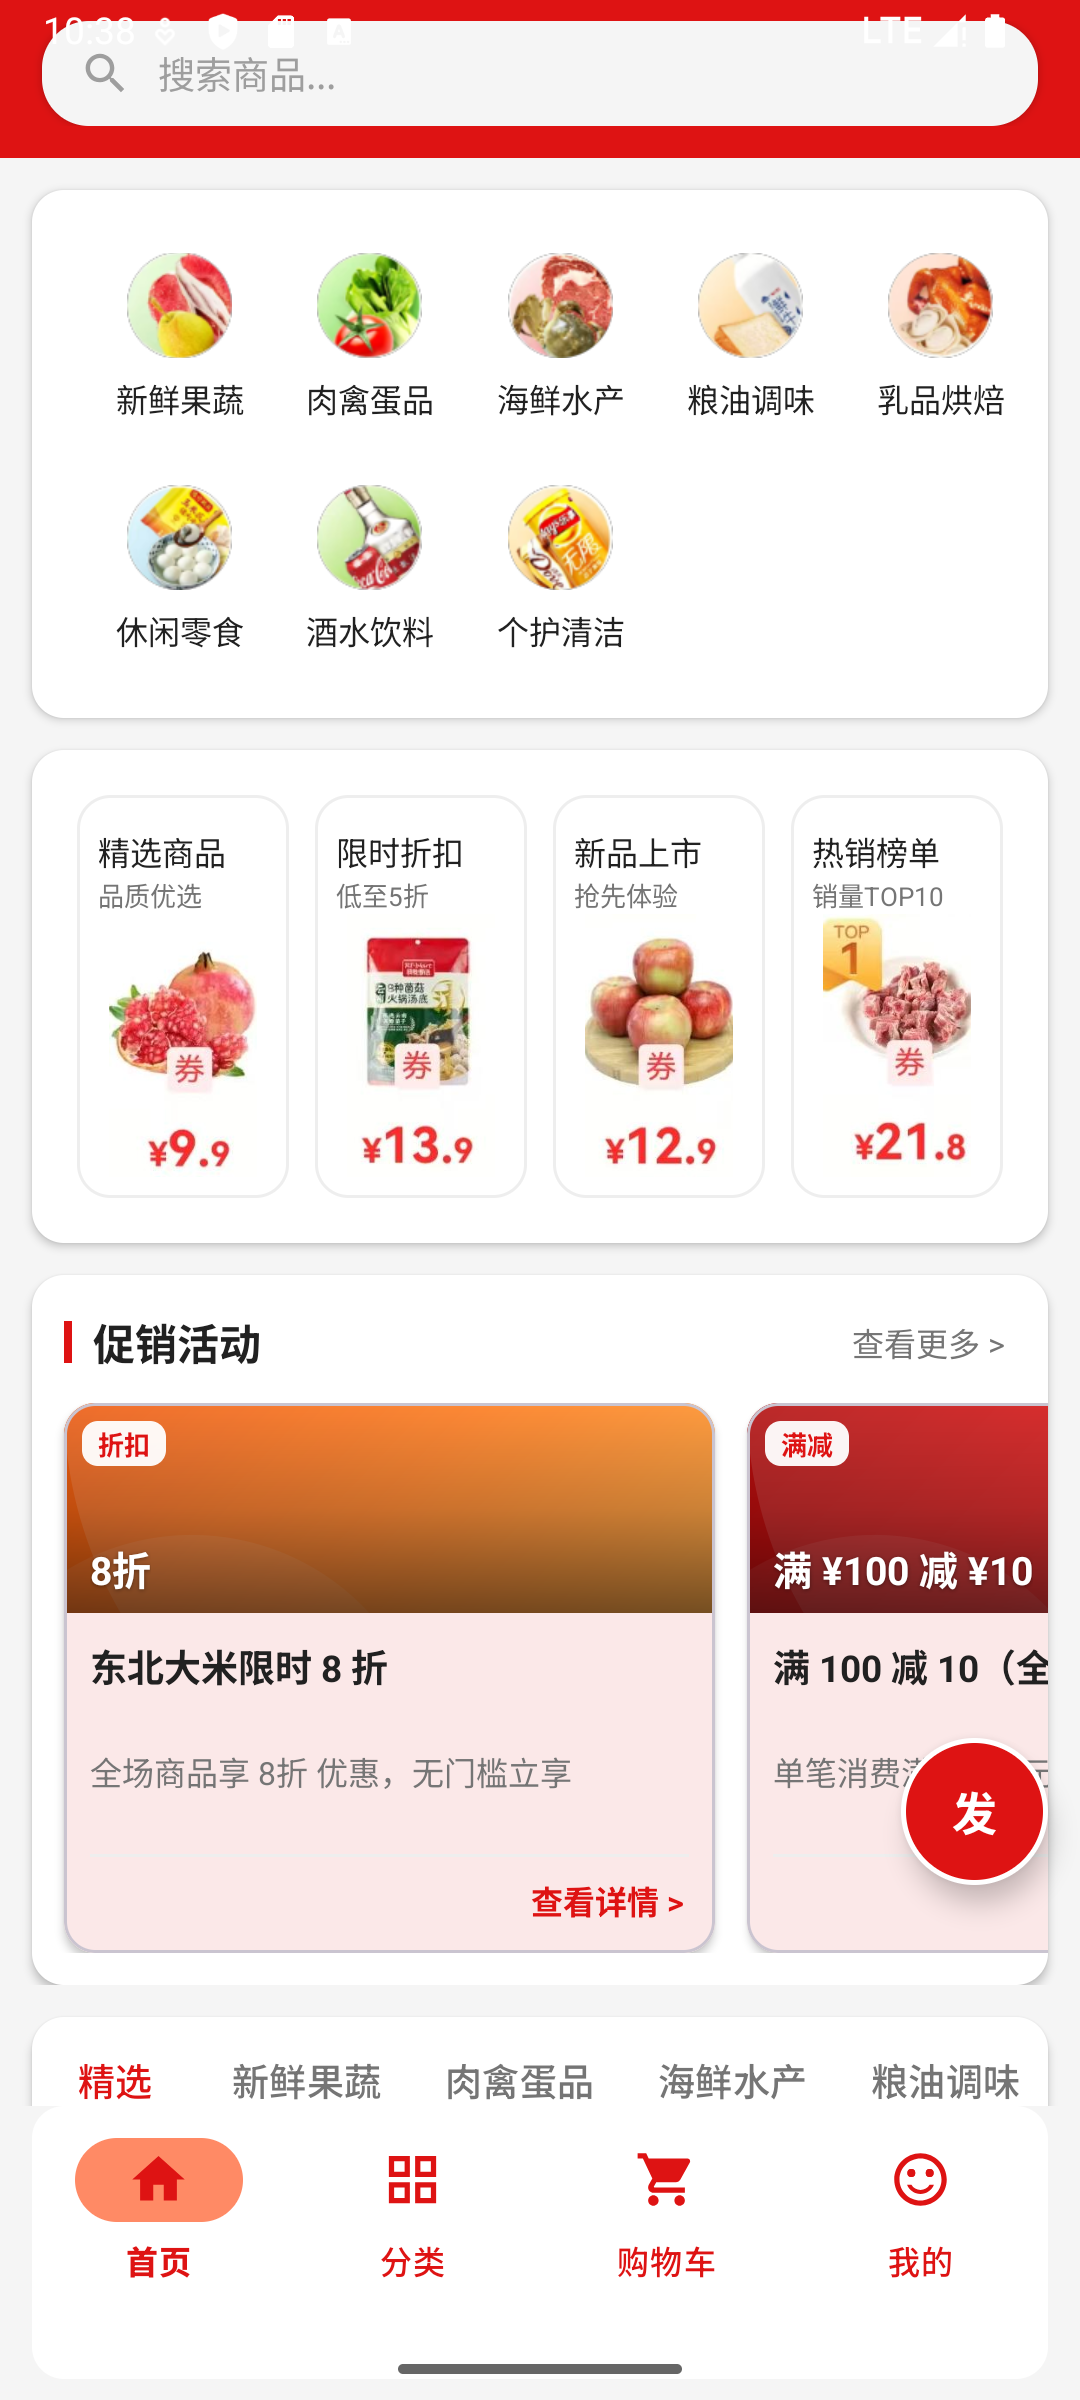 10:38
LTE
搜索商品...
新鲜果蔬
肉禽蛋品
海鲜水产
粮油调味
乳品烘焙
休闲零食
酒水饮料
个护清洁
精选商品
品质优选
券
¥9.9
限时折扣
低至5折
9种菌菇
火锅汤底
券
¥13.9
新品上市
抢先体验
券
¥12.9
热销榜单
销量TOP10
TOP
1
券
¥21.8
促销活动
查看更多 >
折扣
8折
东北大米限时 8 折
全场商品享 8折 优惠，无门槛立享
查看详情 >
满减
满 ¥100 减 ¥10
满 100 减 10（全
单笔消费
发
精选
新鲜果蔬
肉禽蛋品
海鲜水产
粮油调味
首页
分类
购物车
我的